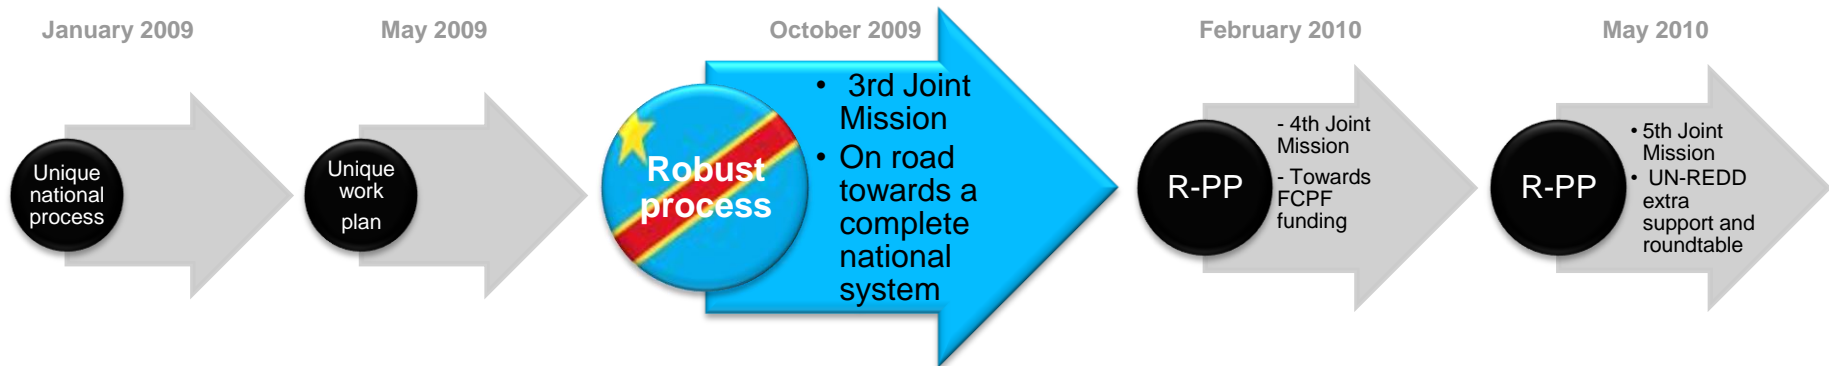 January 2009
May 2009
October 2009
February 2010
May 2010
Unique
national
process
Unique
work
plan
Robust
process
• 3rd Joint
Mission
• On road
towards a
complete
national
system
R-PP
- 4th Joint
Mission
- Towards
FCPF
funding
R-PP
• 5th Joint
Mission
• UN-REDD
extra
support and
roundtable